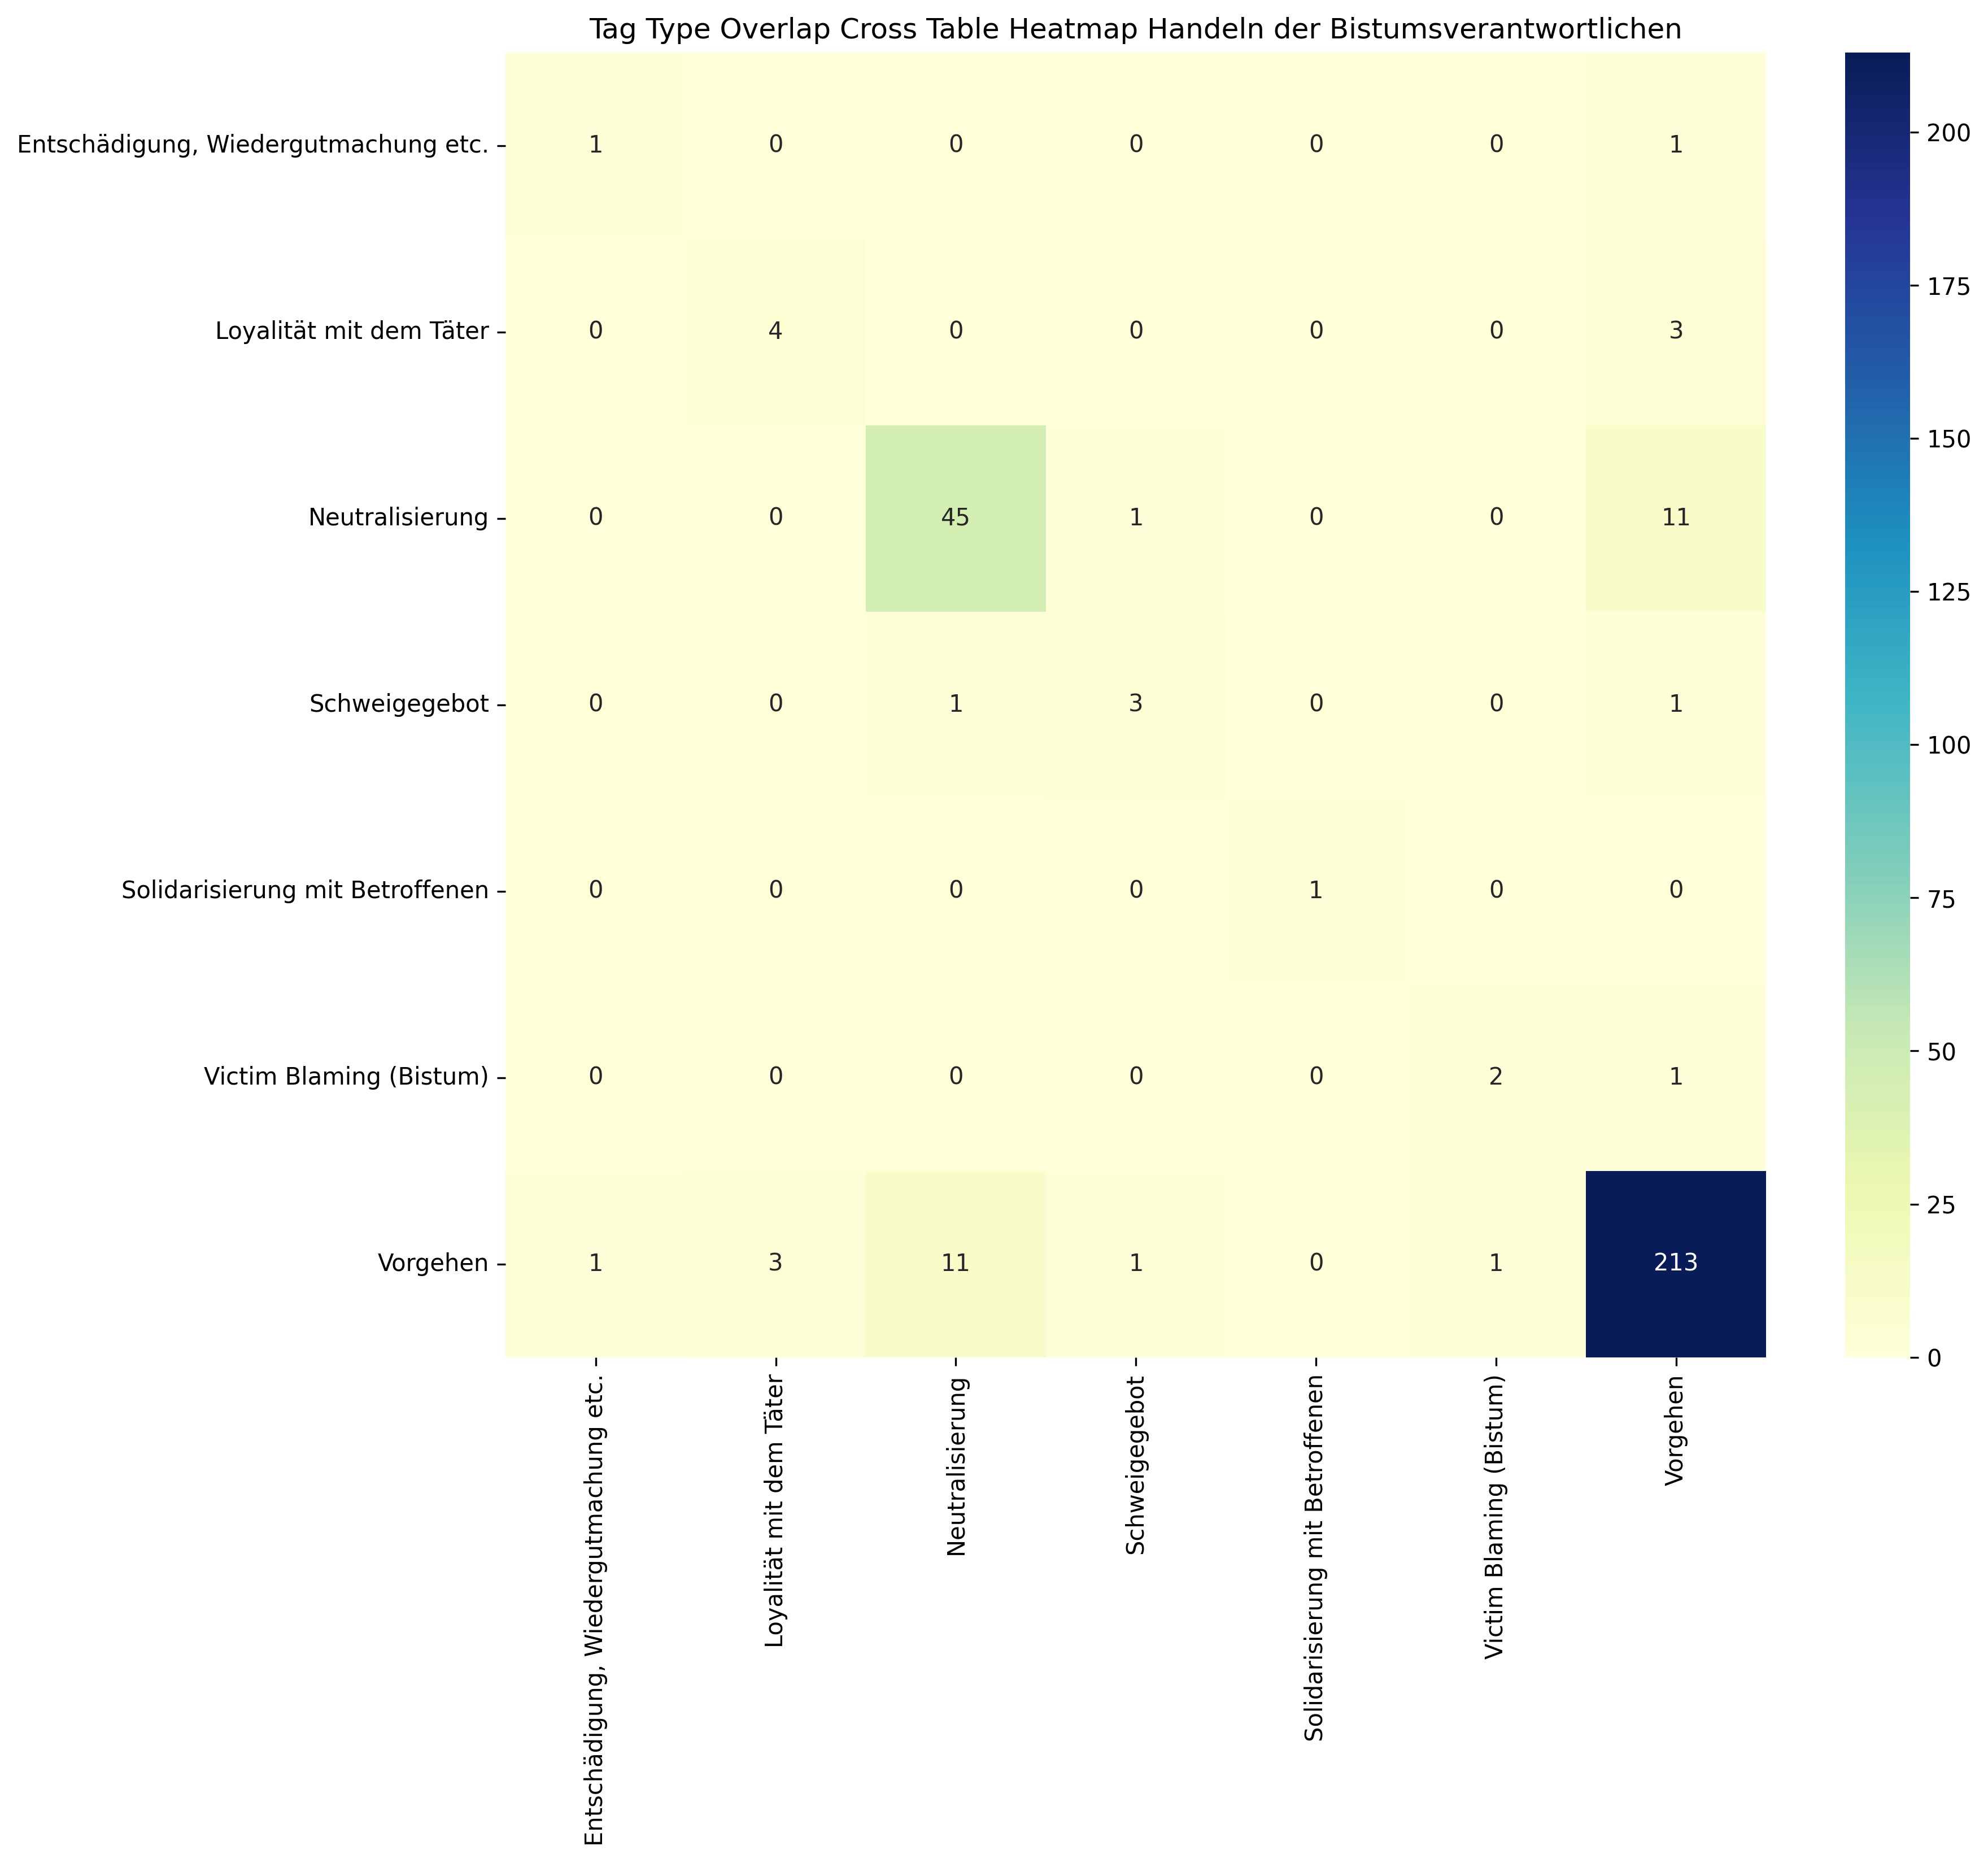 Tag Type Overlap Cross Table Heatmap Handeln der Bistumsverantwortlichen
Entschädigung, Wiedergutmachung etc. 1 0 0 0 0 0 1
Loyalität mit dem Täter 0 4 0 0 0 0 3
Neutralisierung 0 0 45 1 0 0 11
Schweigegebot 0 0 1 3 0 0 1
Solidarisierung mit Betroffenen 0 0 0 0 1 0 0
Victim Blaming (Bistum) 0 0 0 0 0 2 1
Vorgehen 1 3 11 1 0 1 213
Entschädigung, Wiedergutmachung etc.
Loyalität mit dem Täter
Neutralisierung
Schweigegebot
Solidarisierung mit Betroffenen
Victim Blaming (Bistum)
Vorgehen
200
175
150
125
100
75
50
25
0